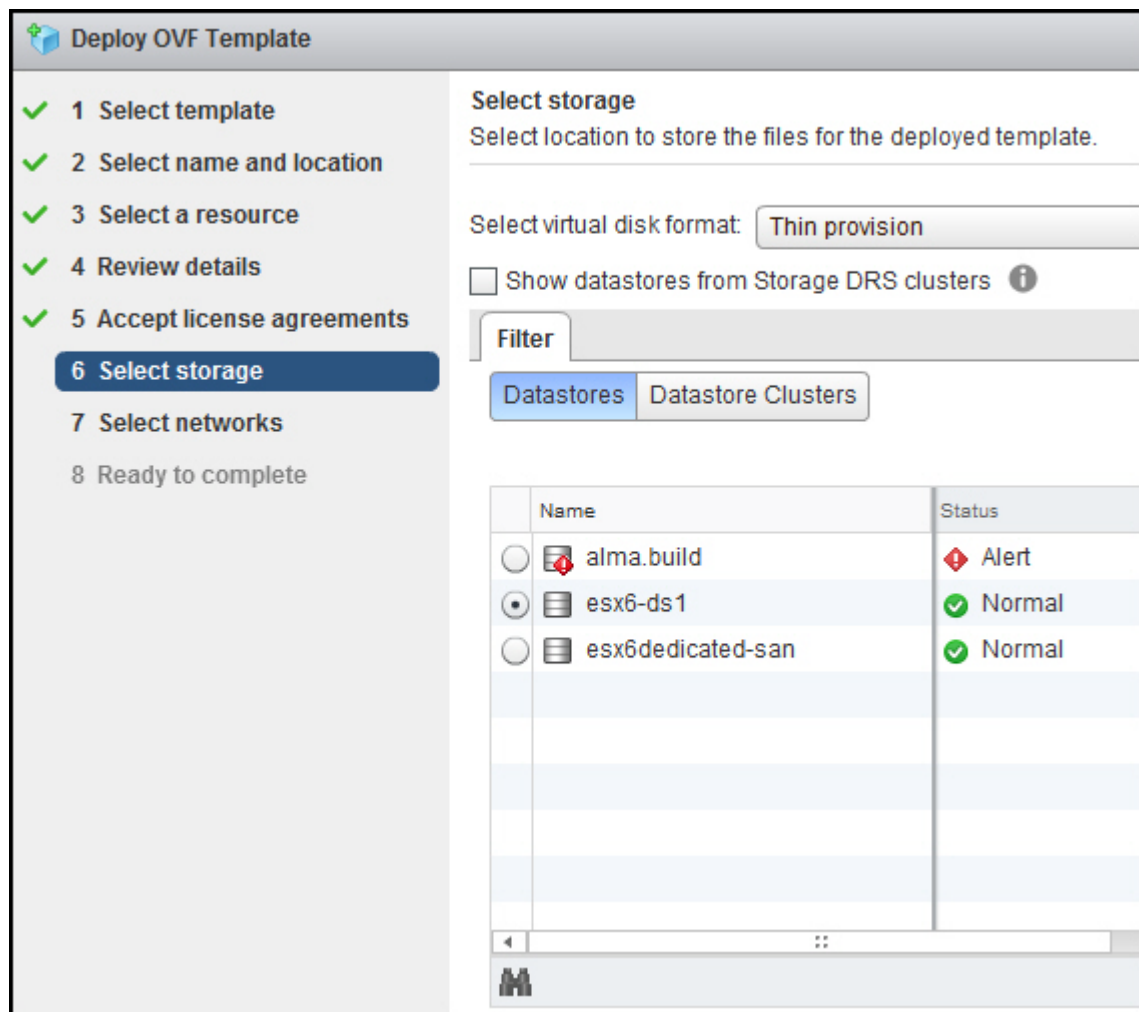 Deploy OVF Template
1 Select template
2 Select name and location
3 Select a resource
4 Review details
5 Accept license agreements
6 Select storage
7 Select networks
8 Ready to complete
Select storage
Select location to store the files for the deployed template.
Select virtual disk format: Thin provision
Show datastores from Storage DRS clusters
Filter
Datastores Datastore Clusters
Name Status
alma.build Alert
esx6-ds1 Normal
esx6dedicated-san Normal